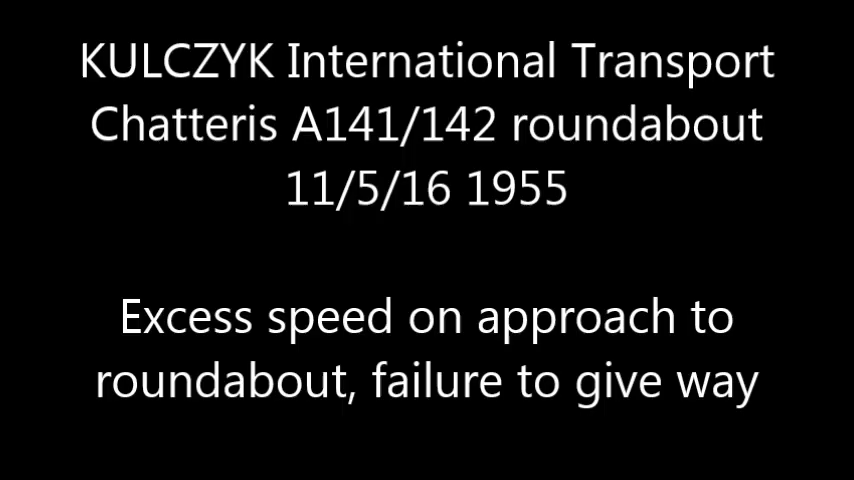 KULCZYK International Transport
Chatteris A141/142 roundabout
11/5/16 1955
Excess speed on approach to
roundabout, failure to give way